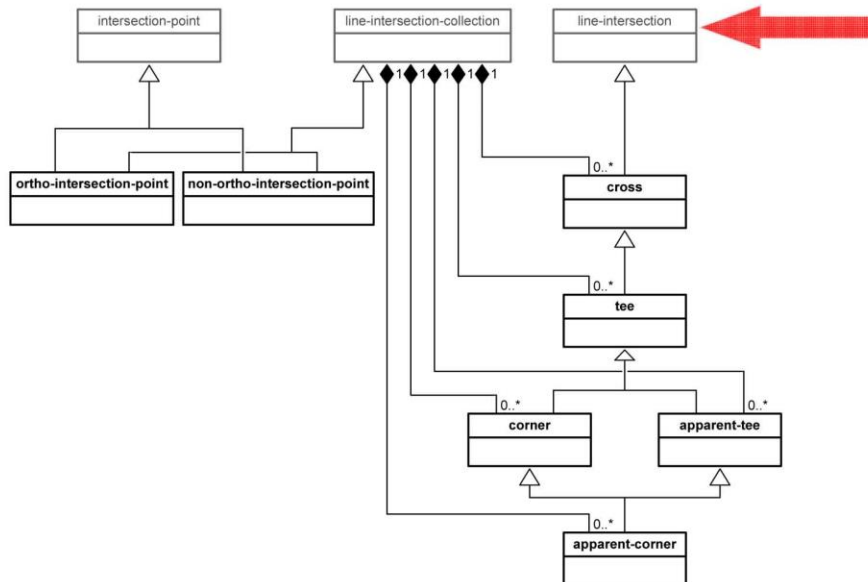 intersection-point
line-intersection-collection
line-intersection
1
1
1
1
1
0..*
ortho-intersection-point
non-ortho-intersection-point
cross
0..*
tee
0..*
0..*
corner
apparent-tee
0..*
apparent-corner